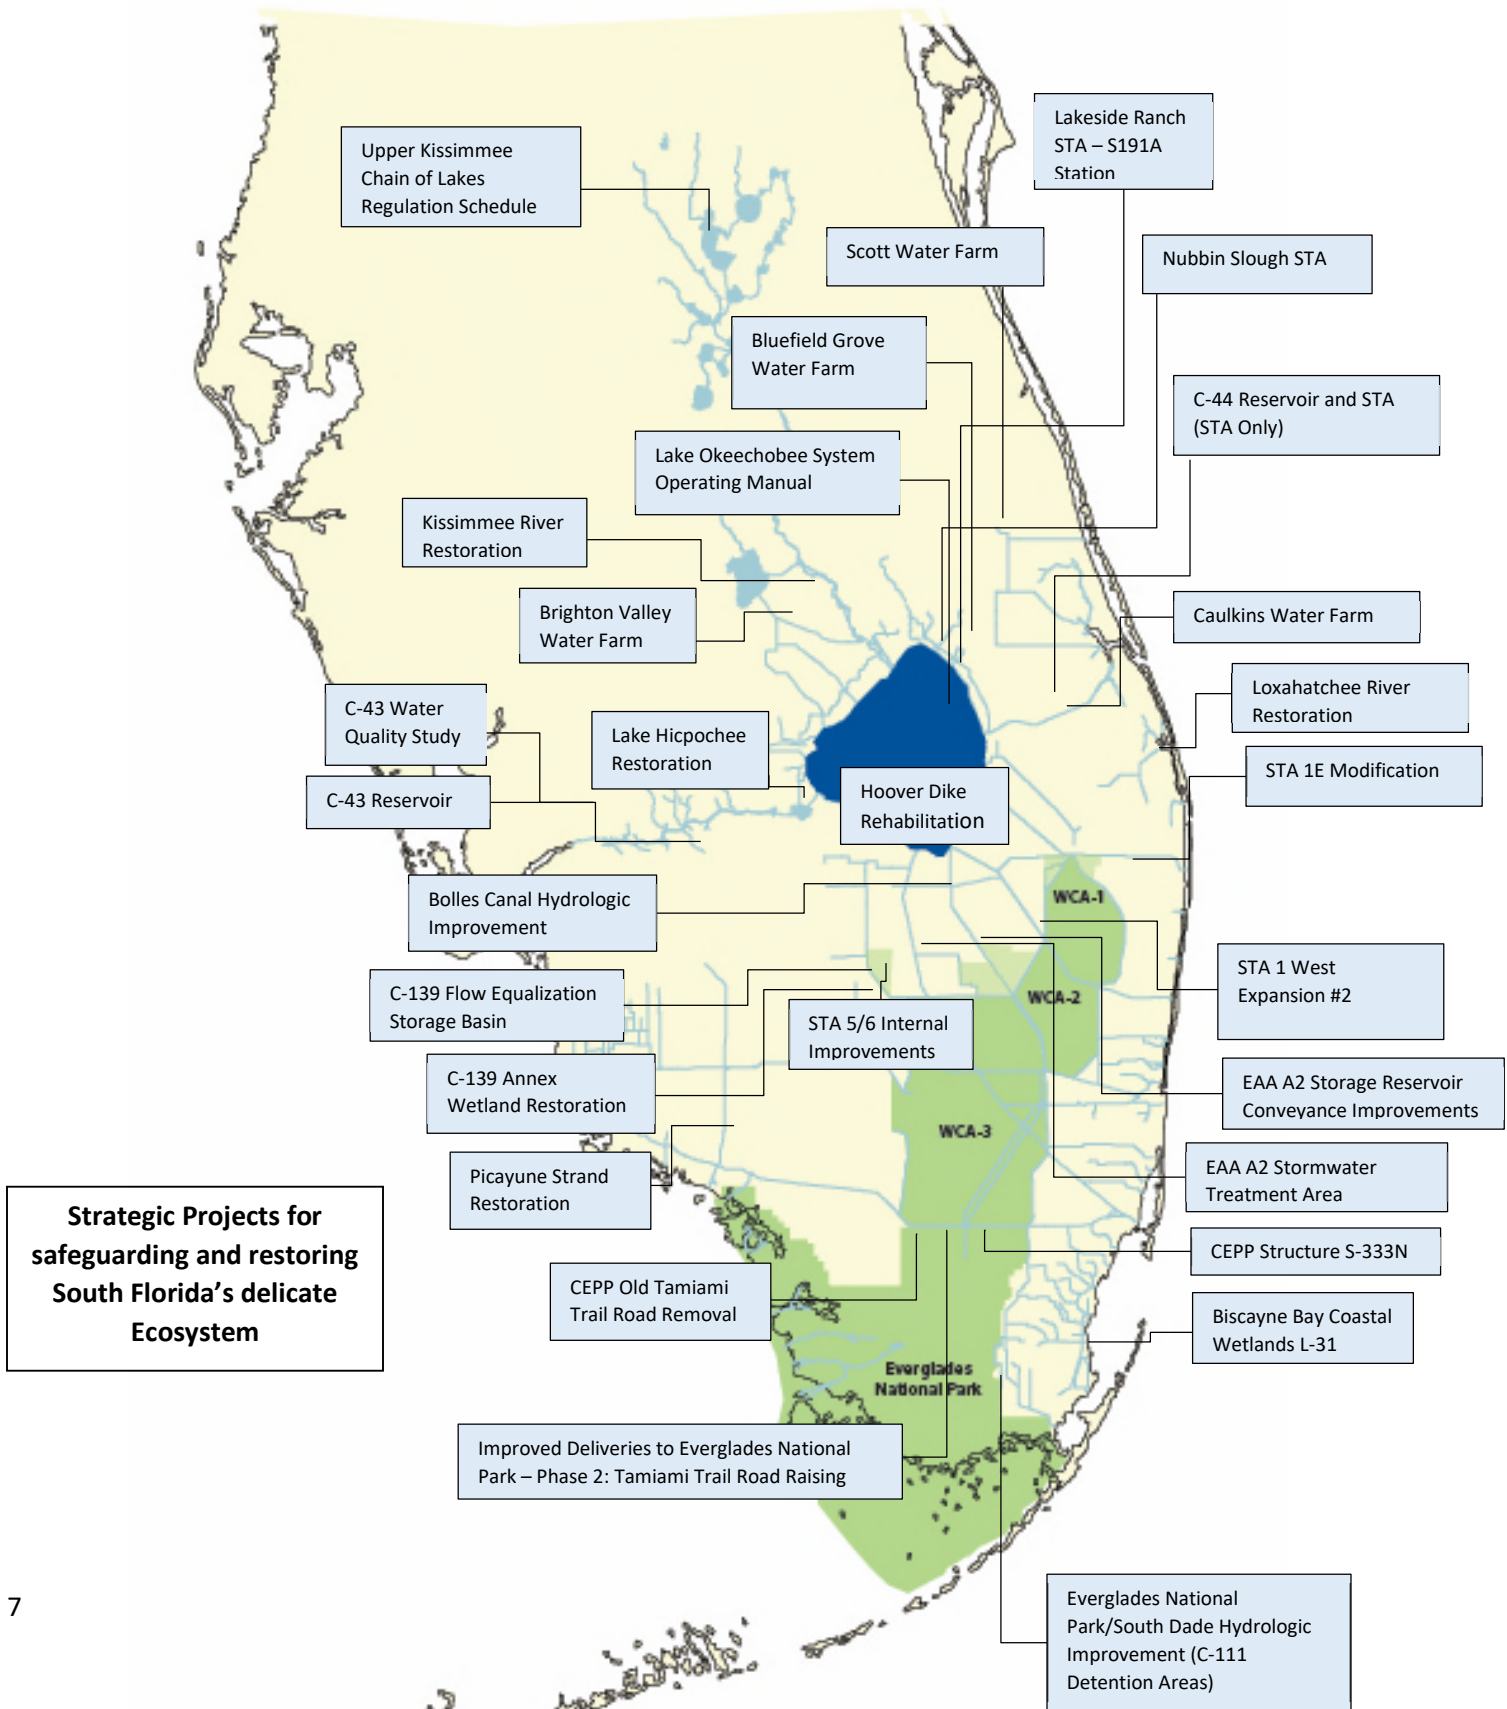 Lakeside Ranch
STA – S191A
Station
Upper Kissimmee
Chain of Lakes
Regulation Schedule
Scott Water Farm
Nubbin Slough STA
Bluefield Grove
Water Farm
C-44 Reservoir and STA
(STA Only)
Lake Okeechobee System
Operating Manual
Kissimmee River
Restoration
Brighton Valley
Water Farm
Caulkins Water Farm
Loxahatchee River
Restoration
C-43 Water
Quality Study
Lake Hicpochee
Restoration
STA 1E Modification
C-43 Reservoir
Hoover Dike
Rehabilitation
Bolles Canal Hydrologic
Improvement
WCA-1
STA 1 West
Expansion #2
C-139 Flow Equalization
Storage Basin
WCA-2
STA 5/6 Internal
Improvements
C-139 Annex
Wetland Restoration
EAA A2 Storage Reservoir
Conveyance Improvements
WCA-3
Picayune Strand
Restoration
EAA A2 Stormwater
Treatment Area
Strategic Projects for
safeguarding and restoring
South Florida’s delicate
Ecosystem
CEPP Structure S-333N
CEPP Old Tamiami
Trail Road Removal
Biscayne Bay Coastal
Wetlands L-31
Everglades
National Park
Improved Deliveries to Everglades National
Park – Phase 2: Tamiami Trail Road Raising
Everglades National
Park/South Dade Hydrologic
Improvement (C-111
Detention Areas)
7